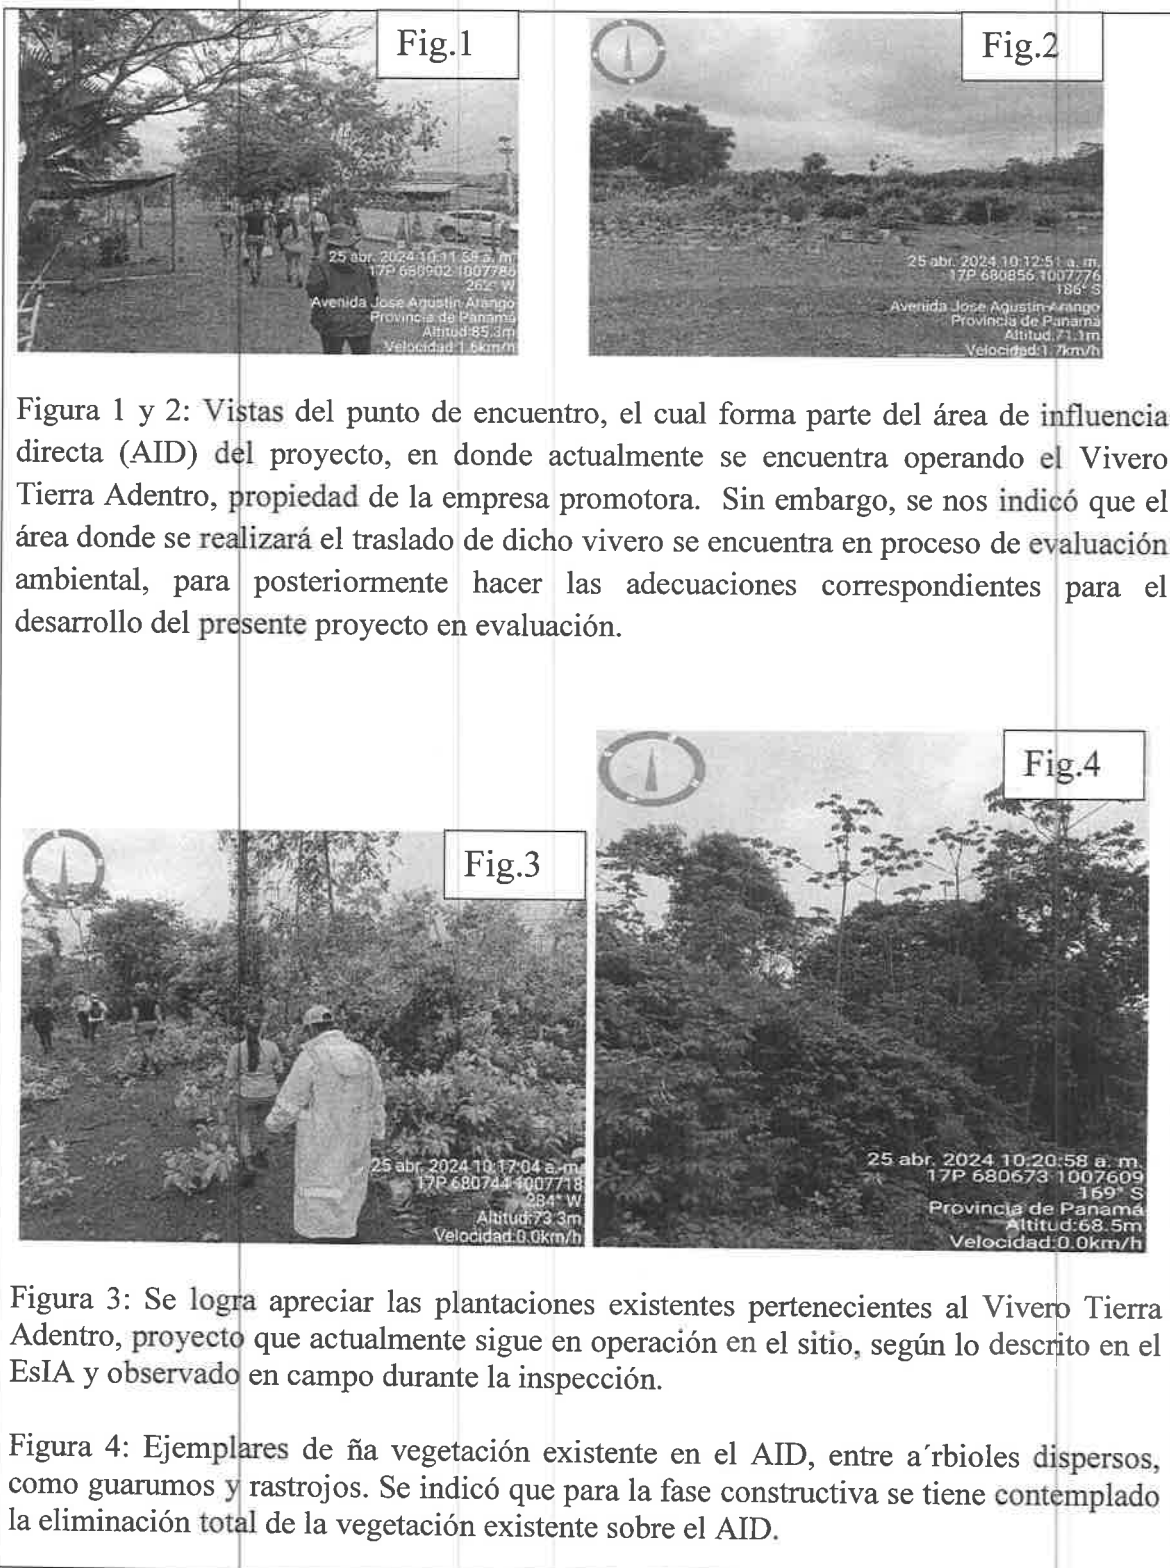 Fig.1
25 abr. 2024 10:11:58 a. m.
17P 680902 1007786
262° W
Avenida Jose Agustin Arango
Provincia de Panamá
Altitud:85.3m
Velocidad:1.6km/h
Fig.2
25 abr. 2024 10:12:51 a. m.
17P 680856 1007776
186° S
Avenida Jose Agustin Arango
Provincia de Panamá
Altitud:71.1m
Velocidad:1.7km/h
Figura 1 y 2: Vistas del punto de encuentro, el cual forma parte del área de influencia
directa (AID) del proyecto, en donde actualmente se encuentra operando el Vivero
Tierra Adentro, propiedad de la empresa promotora. Sin embargo, se nos indicó que el
área donde se realizará el traslado de dicho vivero se encuentra en proceso de evaluación
ambiental, para posteriormente hacer las adecuaciones correspondientes para el
desarrollo del presente proyecto en evaluación.
Fig.3
25 abr. 2024 10:17:04 a. m.
17P 680744 1007718
284° W
Altitud:73.3m
Velocidad:0.0km/h
Fig.4
25 abr. 2024 10:20:58 a. m.
17P 680673 1007609
169° S
Provincia de Panamá
Altitud:68.5m
Velocidad:0.0km/h
Figura 3: Se logra apreciar las plantaciones existentes pertenecientes al Vivero Tierra
Adentro, proyecto que actualmente sigue en operación en el sitio, según lo descrito en el
EsIA y observado en campo durante la inspección.
Figura 4: Ejemplares de ña vegetación existente en el AID, entre a´rbioles dispersos,
como guarumos y rastrojos. Se indicó que para la fase constructiva se tiene contemplado
la eliminación total de la vegetación existente sobre el AID.